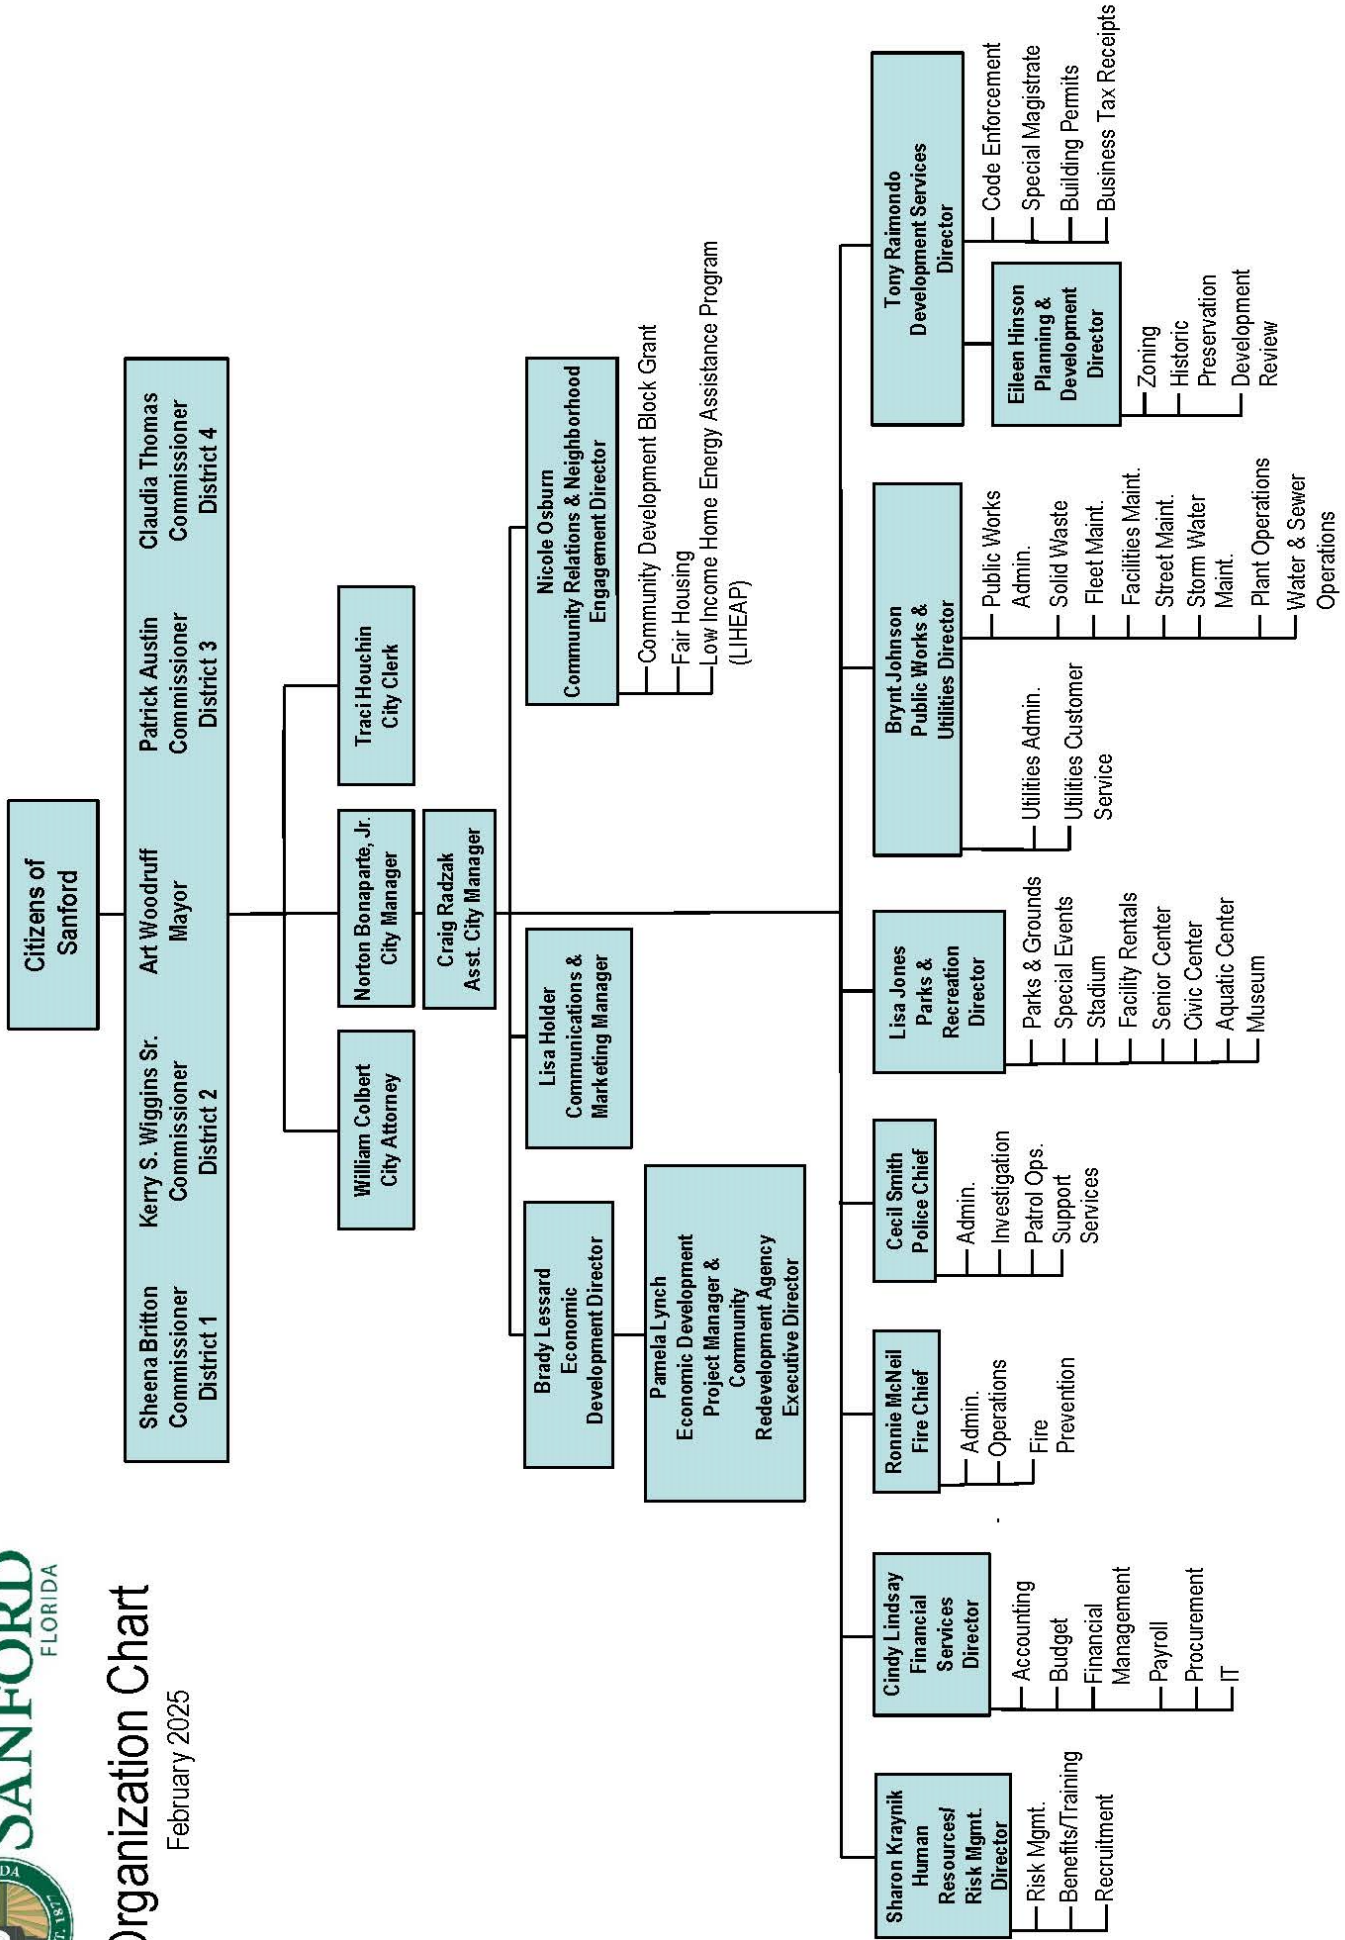 SANFORD
FLORIDA
Organization Chart
February 2025
Citizens of
Sanford
Sheena Britton
Commissioner
District 1
Kerry S. Wiggins Sr.
Commissioner
District 2
Art Woodruff
Mayor
Patrick Austin
Commissioner
District 3
Claudia Thomas
Commissioner
District 4
William Colbert
City Attorney
Norton Bonaparte, Jr.
City Manager
Traci Houchin
City Clerk
Craig Radzak
Asst. City Manager
Brady Lessard
Economic
Development Director
Pamela Lynch
Economic Development
Project Manager &
Community
Redevelopment Agency
Executive Director
Lisa Holder
Communications &
Marketing Manager
Nicole Osburn
Community Relations & Neighborhood
Engagement Director
Community Development Block Grant
Fair Housing
Low Income Home Energy Assistance Program
(LIHEAP)
Sharon Kraynik
Human
Resources/
Risk Mgmt.
Director
Risk Mgmt.
Benefits/Training
Recruitment
Cindy Lindsay
Financial
Services
Director
Accounting
Budget
Financial
Management
Payroll
Procurement
IT
Ronnie McNeil
Fire Chief
Admin.
Operations
Fire
Prevention
Cecil Smith
Police Chief
Admin.
Investigation
Patrol Ops.
Support
Services
Lisa Jones
Parks &
Recreation
Director
Parks & Grounds
Special Events
Stadium
Facility Rentals
Senior Center
Civic Center
Aquatic Center
Museum
Brynt Johnson
Public Works &
Utilities Director
Utilities Admin.
Utilities Customer
Service
Public Works
Admin.
Solid Waste
Fleet Maint.
Facilities Maint.
Street Maint.
Storm Water
Maint.
Plant Operations
Water & Sewer
Operations
Tony Raimondo
Development Services
Director
Eileen Hinson
Planning &
Development
Director
Zoning
Historic
Preservation
Development
Review
Code Enforcement
Special Magistrate
Building Permits
Business Tax Receipts